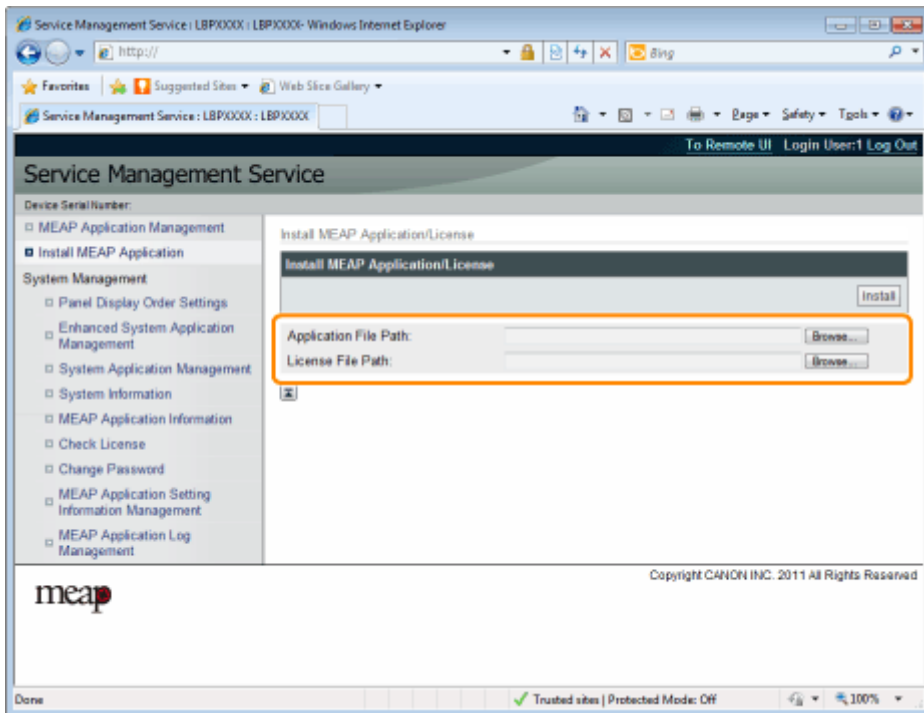 Service Management Service : LBPXXXX : LBPXXXX- Windows Internet Explorer
http://
Bing
Favorites Suggested Sites Web Slice Gallery
Service Management Service : LBPXXXX : LBPXXXX
Page Safety Tools
To Remote UI Login User:1 Log Out
Service Management Service
Device Serial Number:
MEAP Application Management
Install MEAP Application
System Management
Panel Display Order Settings
Enhanced System Application
Management
System Application Management
System Information
MEAP Application Information
Check License
Change Password
MEAP Application Setting
Information Management
MEAP Application Log
Management
Install MEAP Application/License
Install MEAP Application/License
Install
Application File Path: Browse...
License File Path: Browse...
Copyright CANON INC. 2011 All Rights Reserved
meap
Done Trusted sites | Protected Mode: Off 100%